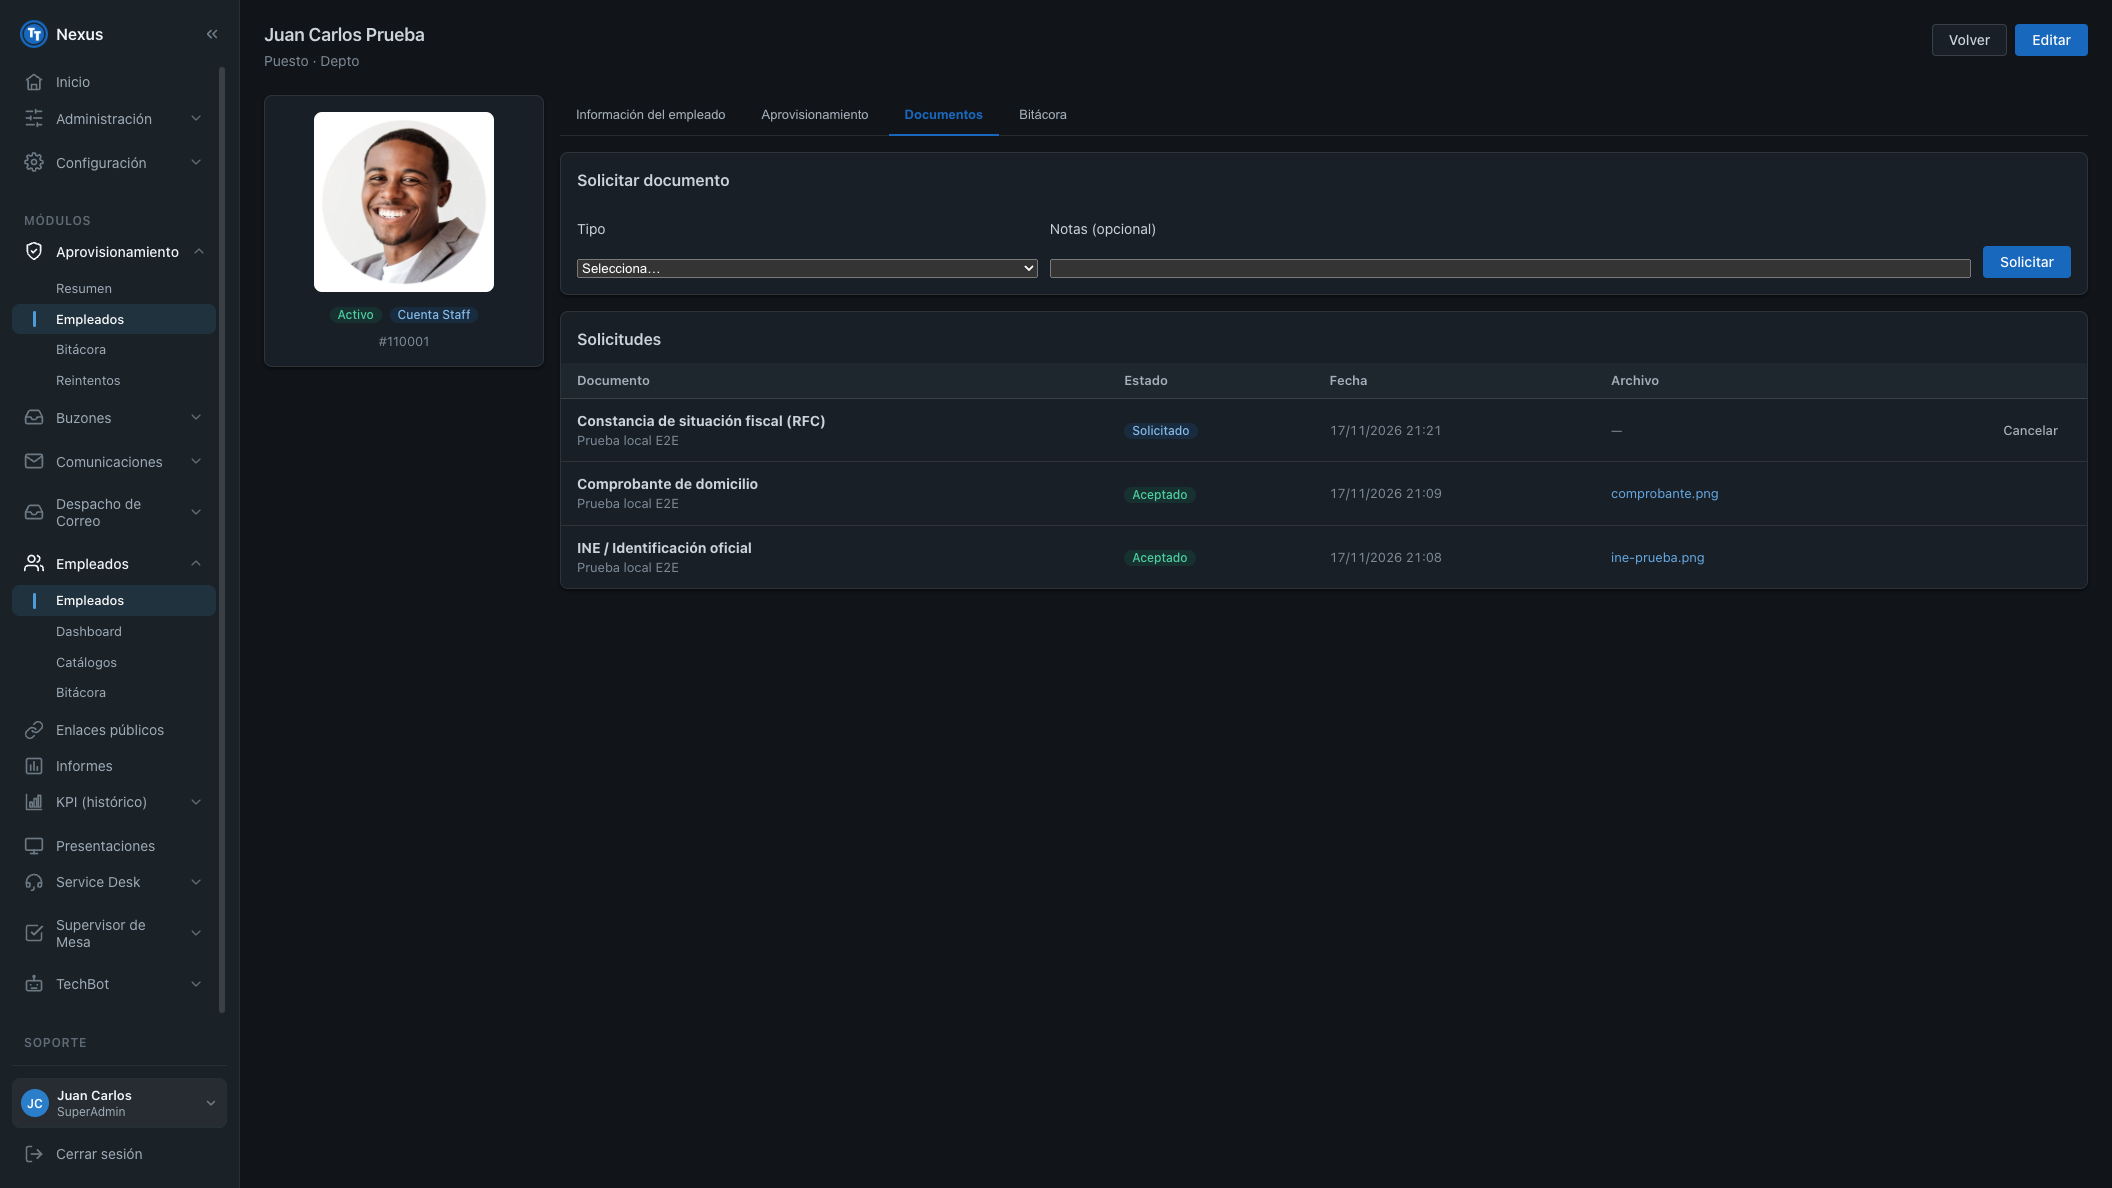 Nexus
Inicio
Administración
Configuración
MÓDULOS
Aprovisionamiento
Resumen
Empleados
Bitácora
Reintentos
Buzones
Comunicaciones
Despacho de
Correo
Empleados
Empleados
Dashboard
Catálogos
Bitácora
Enlaces públicos
Informes
KPI (histórico)
Presentaciones
Service Desk
Supervisor de
Mesa
TechBot
SOPORTE
JC
Juan Carlos
SuperAdmin
Cerrar sesión
Juan Carlos Prueba
Puesto · Depto
Volver
Editar
Activo
Cuenta Staff
#110001
Información del empleado
Aprovisionamiento
Documentos
Bitácora
Solicitar documento
Tipo
Notas (opcional)
Selecciona...
Solicitar
Solicitudes
Documento Estado Fecha Archivo
Constancia de situación fiscal (RFC)
Prueba local E2E
Solicitado
17/11/2026 21:21
—
Cancelar
Comprobante de domicilio
Prueba local E2E
Aceptado
17/11/2026 21:09
comprobante.png
INE / Identificación oficial
Prueba local E2E
Aceptado
17/11/2026 21:08
ine-prueba.png